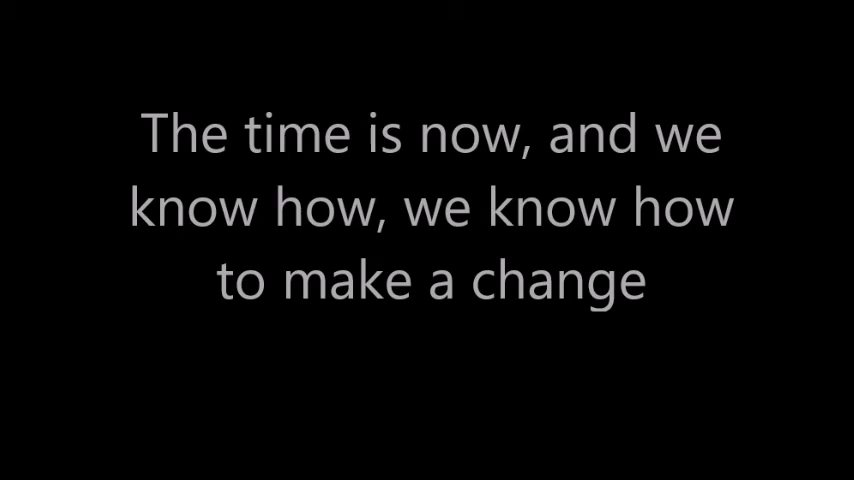 The time is now, and we
know how, we know how
to make a change